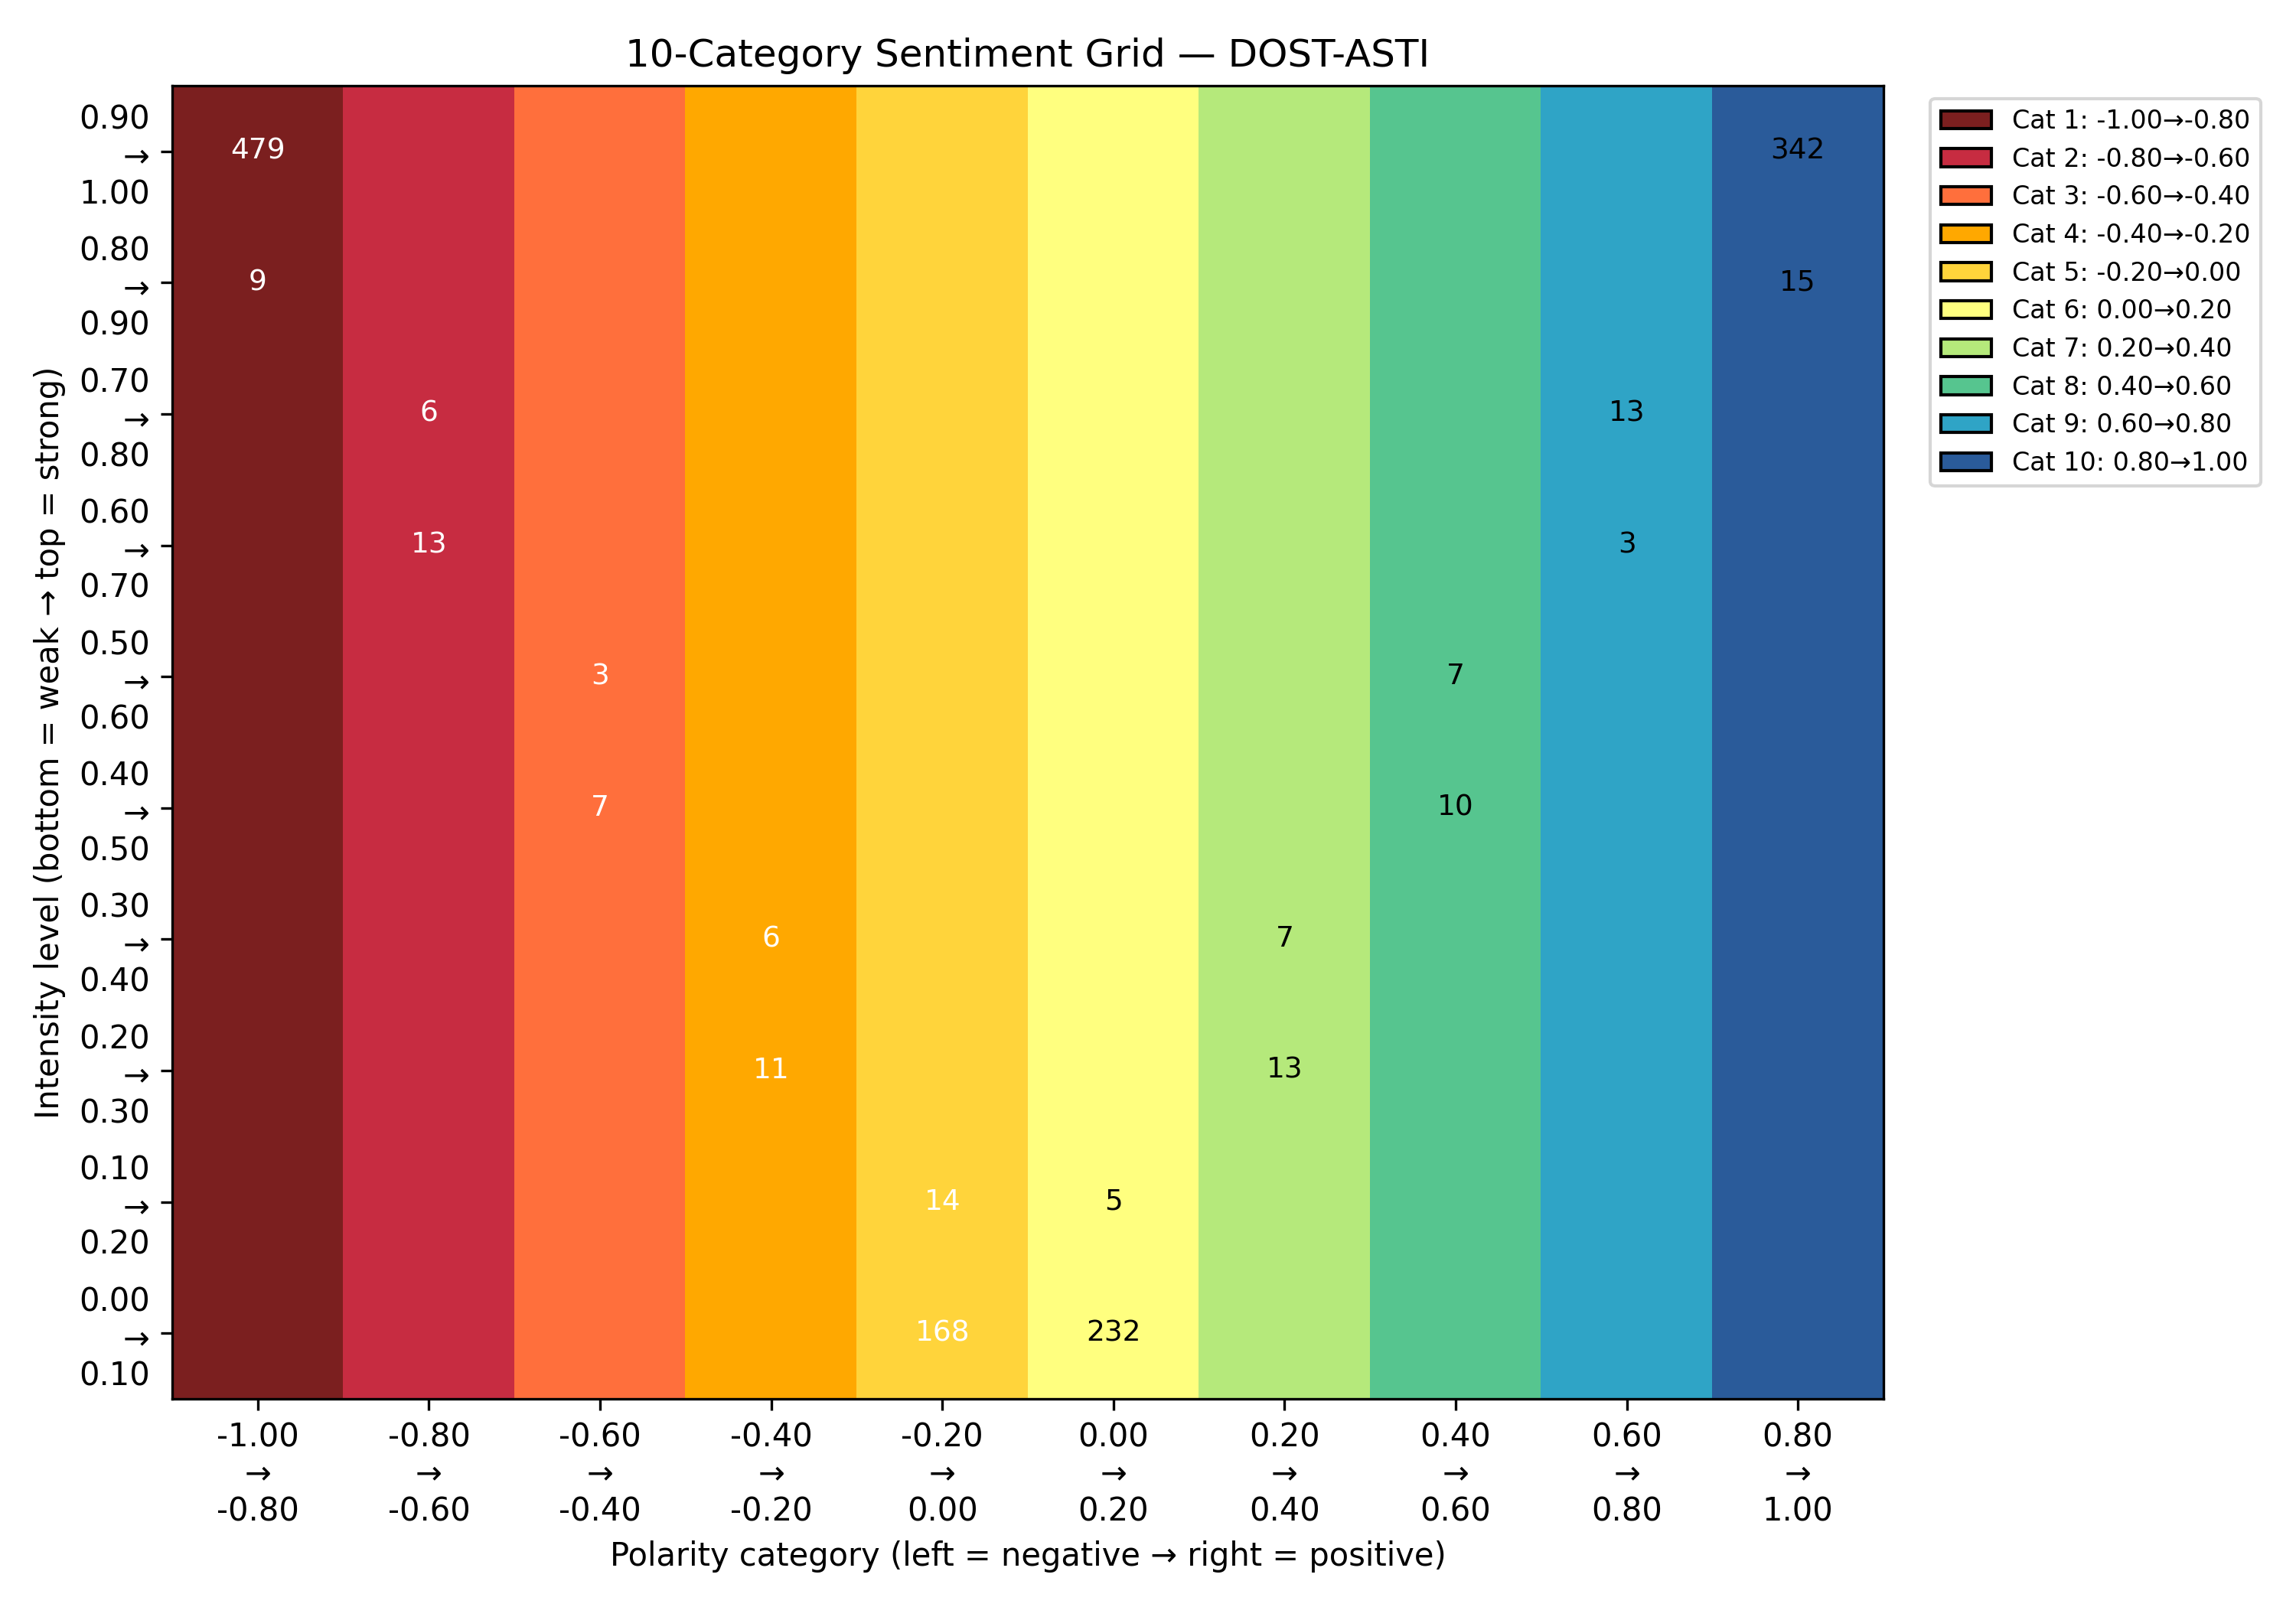 10-Category Sentiment Grid — DOST-ASTI
Intensity level (bottom = weak → top = strong)
0.90
→
1.00
0.80
→
0.90
0.70
→
0.80
0.60
→
0.70
0.50
→
0.60
0.40
→
0.50
0.30
→
0.40
0.20
→
0.30
0.10
→
0.20
0.00
→
0.10
479 342
9 15
6 13
13 3
3 7
7 10
6 7
11 13
14 5
168 232
-1.00 -0.80 -0.60 -0.40 -0.20 0.00 0.20 0.40 0.60 0.80
→ → → → → → → → → →
-0.80 -0.60 -0.40 -0.20 0.00 0.20 0.40 0.60 0.80 1.00
Polarity category (left = negative → right = positive)
Cat 1: -1.00→-0.80
Cat 2: -0.80→-0.60
Cat 3: -0.60→-0.40
Cat 4: -0.40→-0.20
Cat 5: -0.20→0.00
Cat 6: 0.00→0.20
Cat 7: 0.20→0.40
Cat 8: 0.40→0.60
Cat 9: 0.60→0.80
Cat 10: 0.80→1.00